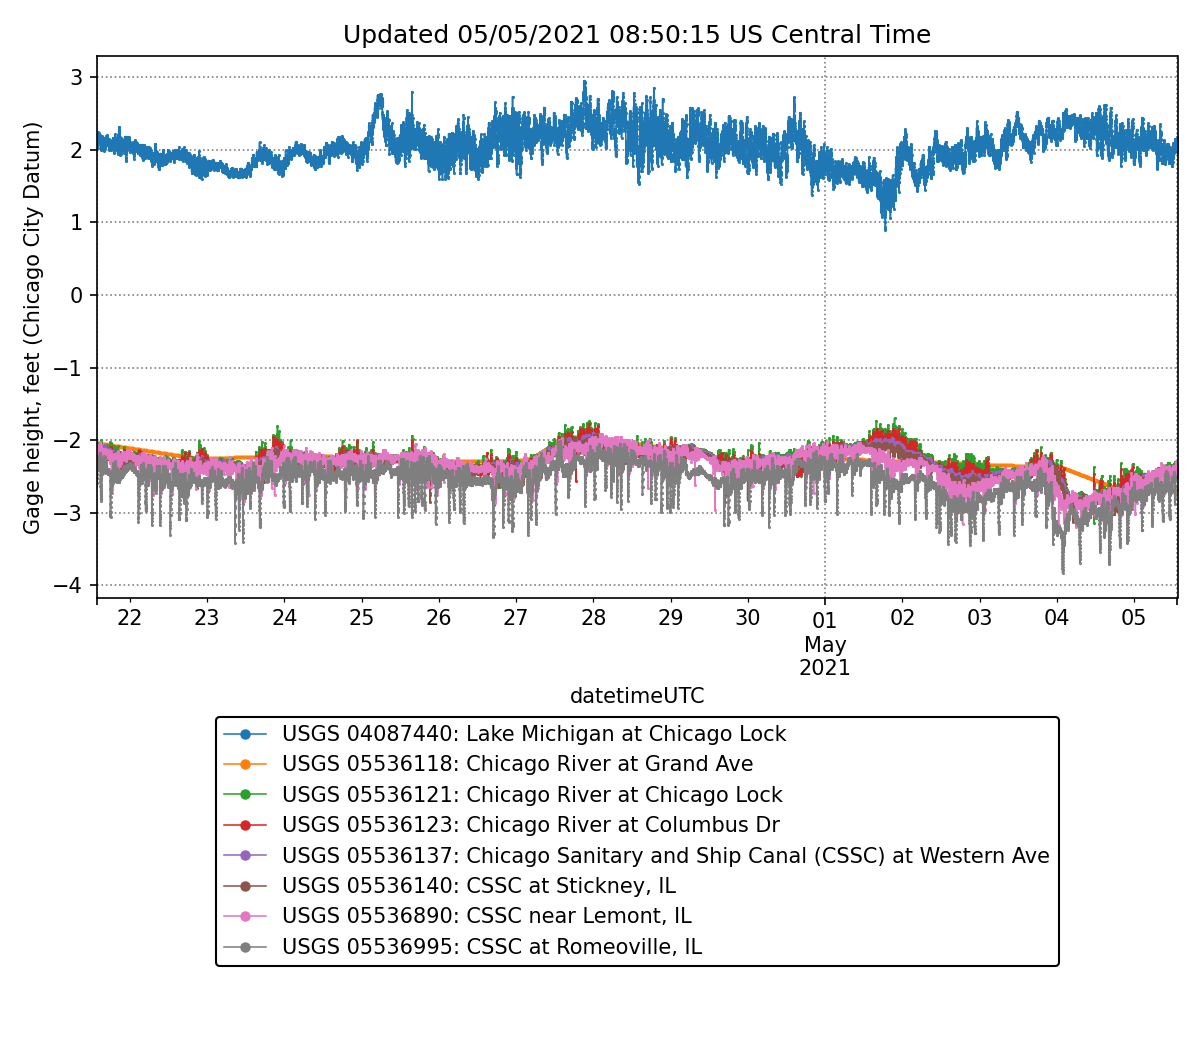 Updated 05/05/2021 08:50:15 US Central Time
Gage height, feet (Chicago City Datum)
3
2
1
0
−1
−2
−3
−4
22 23 24 25 26 27 28 29 30 01 02 03 04 05
May
2021
datetimeUTC
USGS 04087440: Lake Michigan at Chicago Lock
USGS 05536118: Chicago River at Grand Ave
USGS 05536121: Chicago River at Chicago Lock
USGS 05536123: Chicago River at Columbus Dr
USGS 05536137: Chicago Sanitary and Ship Canal (CSSC) at Western Ave
USGS 05536140: CSSC at Stickney, IL
USGS 05536890: CSSC near Lemont, IL
USGS 05536995: CSSC at Romeoville, IL